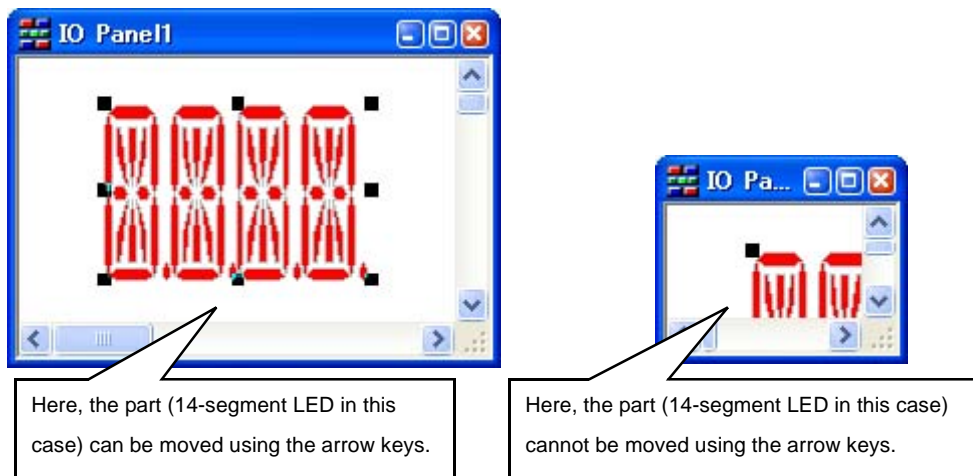 IO Panel1
IO Pa...
Here, the part (14-segment LED in this
case) can be moved using the arrow keys.
Here, the part (14-segment LED in this case)
cannot be moved using the arrow keys.